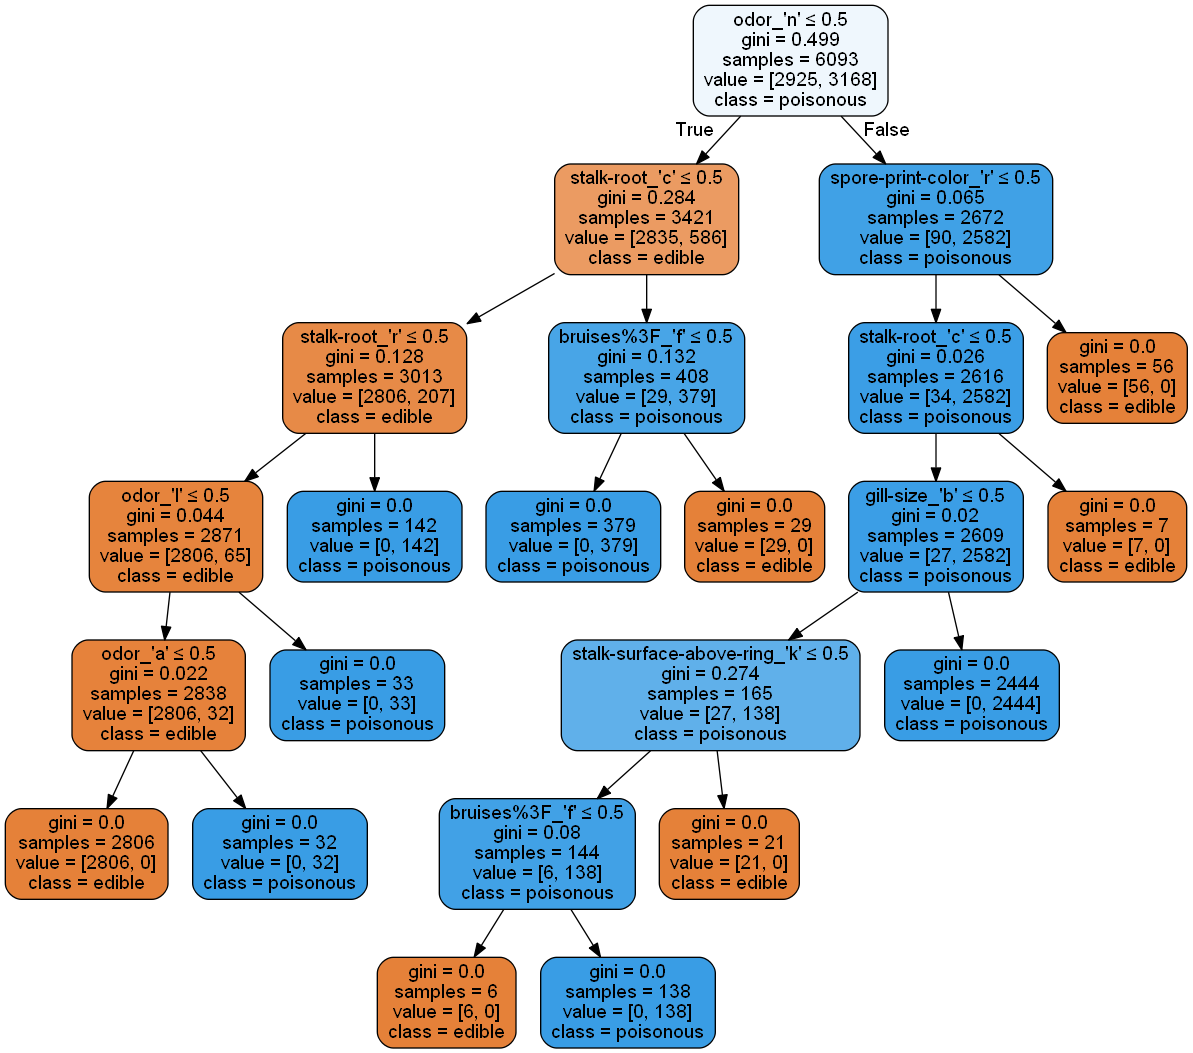 odor_'n' ≤ 0.5
gini = 0.499
samples = 6093
value = [2925, 3168]
class = poisonous
True
False
stalk-root_'c' ≤ 0.5
gini = 0.284
samples = 3421
value = [2835, 586]
class = edible
spore-print-color_'r' ≤ 0.5
gini = 0.065
samples = 2672
value = [90, 2582]
class = poisonous
stalk-root_'r' ≤ 0.5
gini = 0.128
samples = 3013
value = [2806, 207]
class = edible
bruises%3F_'f' ≤ 0.5
gini = 0.132
samples = 408
value = [29, 379]
class = poisonous
stalk-root_'c' ≤ 0.5
gini = 0.026
samples = 2616
value = [34, 2582]
class = poisonous
gini = 0.0
samples = 56
value = [56, 0]
class = edible
odor_'l' ≤ 0.5
gini = 0.044
samples = 2871
value = [2806, 65]
class = edible
gini = 0.0
samples = 142
value = [0, 142]
class = poisonous
gini = 0.0
samples = 379
value = [0, 379]
class = poisonous
gini = 0.0
samples = 29
value = [29, 0]
class = edible
gill-size_'b' ≤ 0.5
gini = 0.02
samples = 2609
value = [27, 2582]
class = poisonous
gini = 0.0
samples = 7
value = [7, 0]
class = edible
odor_'a' ≤ 0.5
gini = 0.022
samples = 2838
value = [2806, 32]
class = edible
gini = 0.0
samples = 33
value = [0, 33]
class = poisonous
stalk-surface-above-ring_'k' ≤ 0.5
gini = 0.274
samples = 165
value = [27, 138]
class = poisonous
gini = 0.0
samples = 2444
value = [0, 2444]
class = poisonous
gini = 0.0
samples = 2806
value = [2806, 0]
class = edible
gini = 0.0
samples = 32
value = [0, 32]
class = poisonous
bruises%3F_'f' ≤ 0.5
gini = 0.08
samples = 144
value = [6, 138]
class = poisonous
gini = 0.0
samples = 21
value = [21, 0]
class = edible
gini = 0.0
samples = 6
value = [6, 0]
class = edible
gini = 0.0
samples = 138
value = [0, 138]
class = poisonous